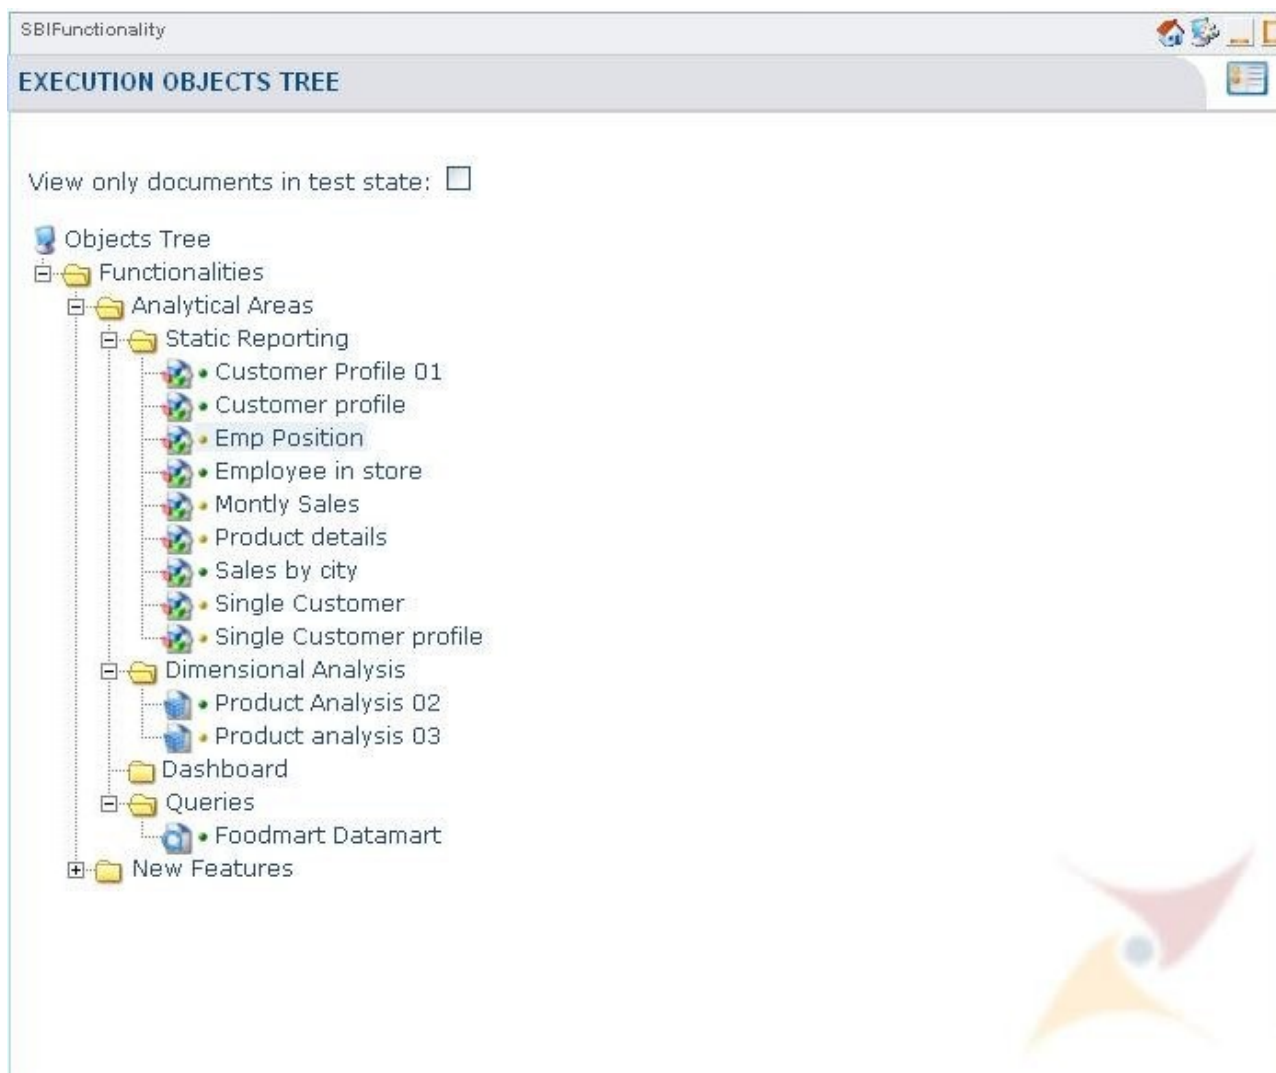 SBIFunctionality
EXECUTION OBJECTS TREE
View only documents in test state:
Objects Tree
Functionalities
Analytical Areas
Static Reporting
Customer Profile 01
Customer profile
Emp Position
Employee in store
Montly Sales
Product details
Sales by city
Single Customer
Single Customer profile
Dimensional Analysis
Product Analysis 02
Product analysis 03
Dashboard
Queries
Foodmart Datamart
New Features